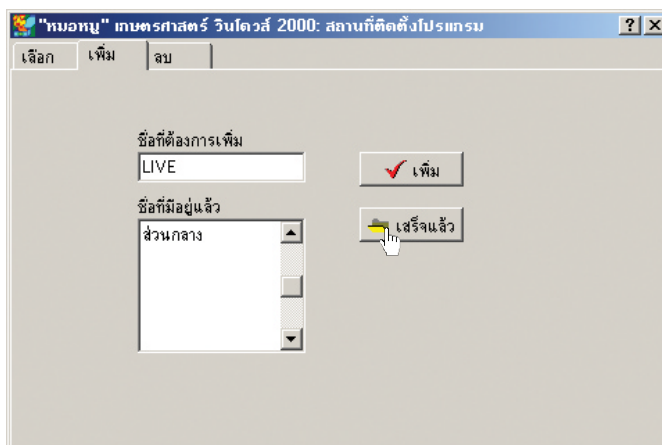 "หมอหมู" เกษตรศาสตร์ วินโดวส์ 2000: สถานที่ติดตั้งโปรแกรม
เลือก เพิ่ม ลบ
ชื่อที่ต้องการเพิ่ม
LIVE
เพิ่ม
ชื่อที่มีอยู่แล้ว
เสร็จแล้ว
ส่วนกลาง